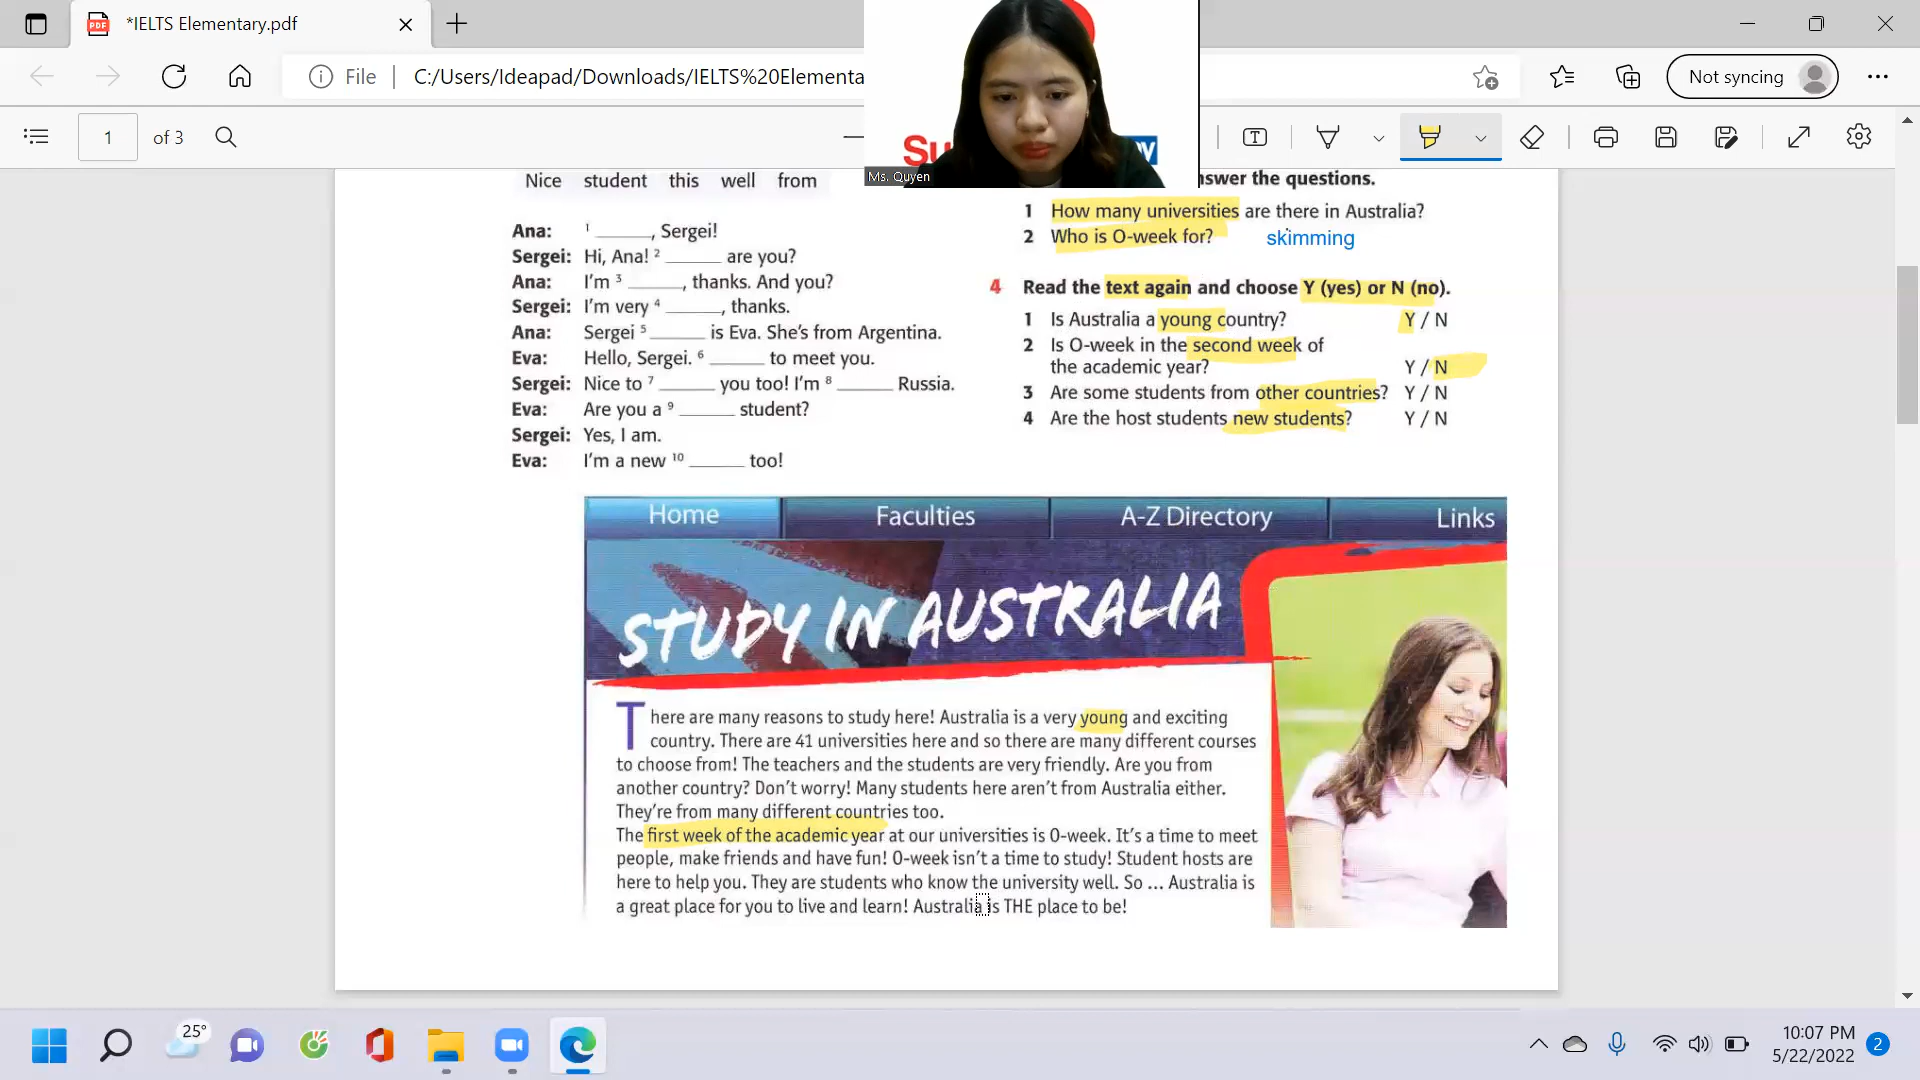 *IELTS Elementary.pdf
File
C:/Users/Ideapad/Downloads/IELTS%20Elementa
Not syncing
1 of 3
Su
Ms. Quyen
Nice student this well from
Ana: 1 ______, Sergei!
Sergei: Hi, Ana! 2 ______ are you?
Ana: I'm 3 ______, thanks. And you?
Sergei: I'm very 4 ______, thanks.
Ana: Sergei 5 ______ is Eva. She's from Argentina.
Eva: Hello, Sergei. 6 ______ to meet you.
Sergei: Nice to 7 ______ you too! I'm 8 ______ Russia.
Eva: Are you a 9 ______ student?
Sergei: Yes, I am.
Eva: I'm a new 10 ______ too!
nswer the questions.
1 How many universities are there in Australia?
2 Who is O-week for? skimming
4 Read the text again and choose Y (yes) or N (no).
1 Is Australia a young country? Y / N
2 Is O-week in the second week of
the academic year? Y / N
3 Are some students from other countries? Y / N
4 Are the host students new students? Y / N
Home Faculties A-Z Directory Links
STUDY IN AUSTRALIA
There are many reasons to study here! Australia is a very young and exciting
country. There are 41 universities here and so there are many different courses
to choose from! The teachers and the students are very friendly. Are you from
another country? Don't worry! Many students here aren't from Australia either.
They're from many different countries too.
The first week of the academic year at our universities is O-week. It's a time to meet
people, make friends and have fun! O-week isn't a time to study! Student hosts are
here to help you. They are students who know the university well. So ... Australia is
a great place for you to live and learn! Australia is THE place to be!
25°
10:07 PM
5/22/2022
2